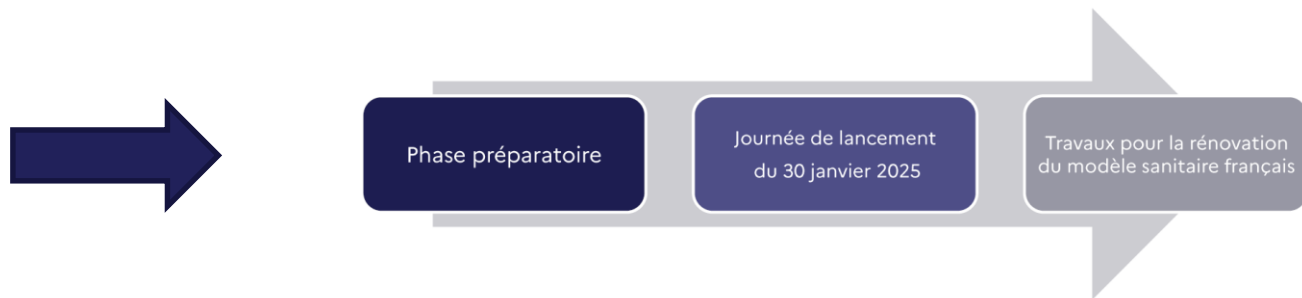 Phase préparatoire
Journée de lancement
du 30 janvier 2025
Travaux pour la rénovation
du modèle sanitaire français